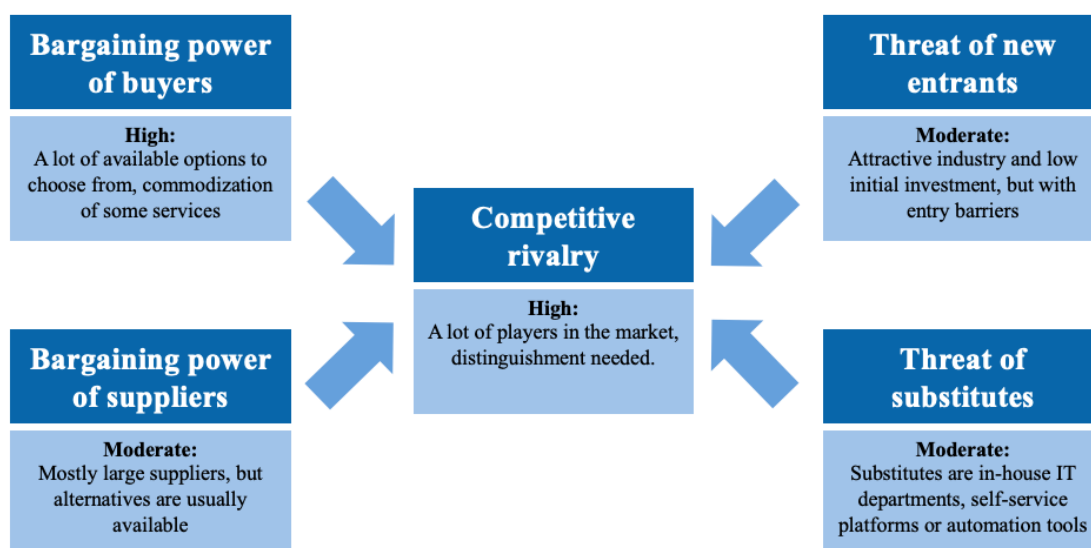 Bargaining power
of buyers
High:
A lot of available options to
choose from, commodization
of some services
Threat of new
entrants
Moderate:
Attractive industry and low
initial investment, but with
entry barriers
Competitive
rivalry
High:
A lot of players in the market,
distinguishment needed.
Bargaining power
of suppliers
Moderate:
Mostly large suppliers, but
alternatives are usually
available
Threat of
substitutes
Moderate:
Substitutes are in-house IT
departments, self-service
platforms or automation tools